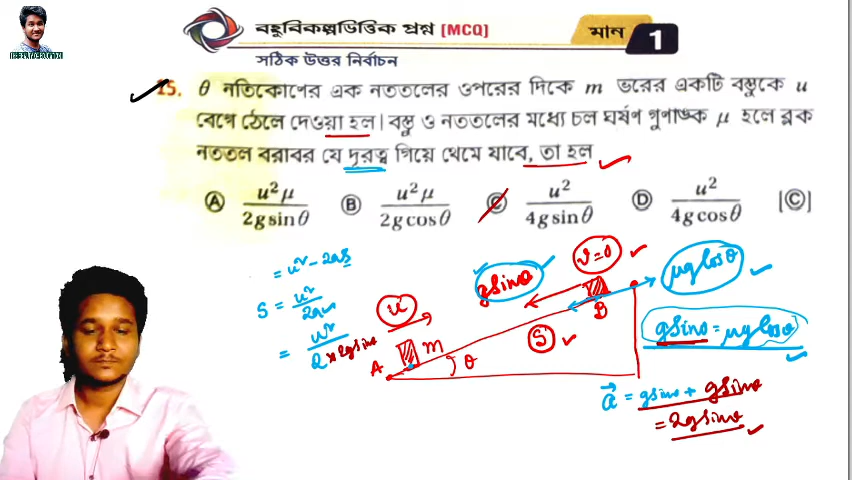 বহুবিকল্পভিত্তিক প্রশ্ন [MCQ]
মান 1
সঠিক উত্তর নির্বাচন
15. θ নতিকোণের এক নততলের ওপরের দিকে m ভরের একটি বস্তুকে u
বেগে ঠেলে দেওয়া হল। বস্তু ও নততলের মধ্যে চল ঘর্ষণ গুণাঙ্ক μ হলে ব্লক
নততল বরাবর যে দূরত্ব গিয়ে থেমে যাবে, তা হল
Ⓐ u²μ / 2g sinθ Ⓑ u²μ / 2g cosθ Ⓒ u² / 4g sinθ Ⓓ u² / 4g cosθ [Ⓒ]
= u² - 2as
S = u² / 2a
= u² / 2 × 2g sinθ
u
m
A
θ
S
B
g sinθ
v=0
μg cosθ
g sinθ = μg cosθ
a⃗ = g sinθ + g sinθ
= 2g sinθ